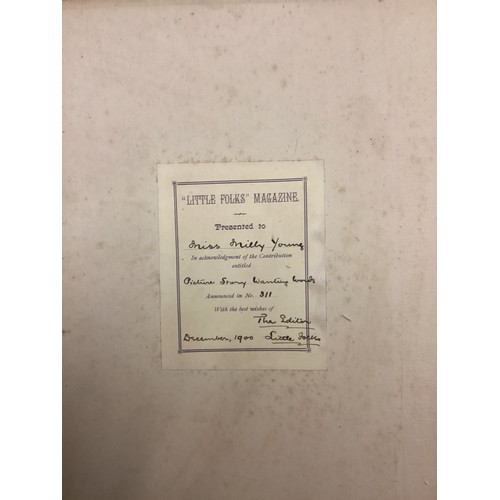 "LITTLE FOLKS" MAGAZINE.
Presented to
Miss Milly Young
In acknowledgment of the Contribution
entitled
Picture Story Wanting Words
Announced in No. 311
With the best wishes of
The Editor
December, 1900 Little Folks